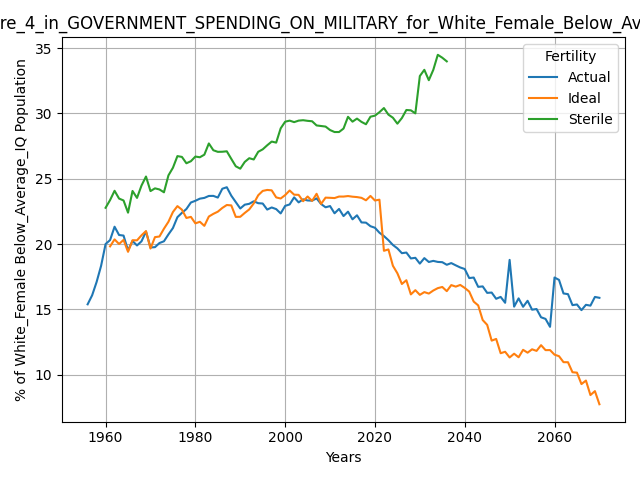 re_4_in_GOVERNMENT_SPENDING_ON_MILITARY_for_White_Female_Below_Av
% of White_Female Below_Average_IQ Population
35
30
25
20
15
10
Fertility
Actual
Ideal
Sterile
1960 1980 2000 2020 2040 2060
Years